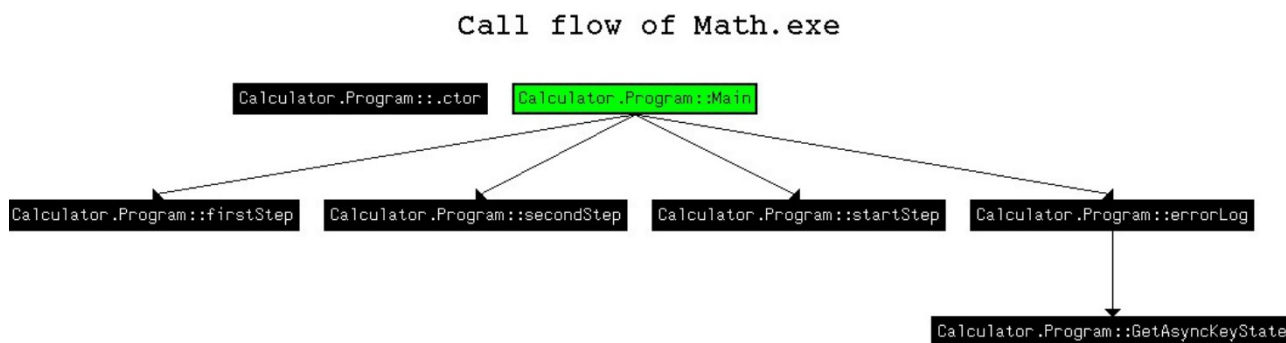 Call flow of Math.exe
Calculator.Program::.ctor
Calculator.Program::Main
Calculator.Program::firstStep
Calculator.Program::secondStep
Calculator.Program::startStep
Calculator.Program::errorLog
Calculator.Program::GetAsyncKeyState